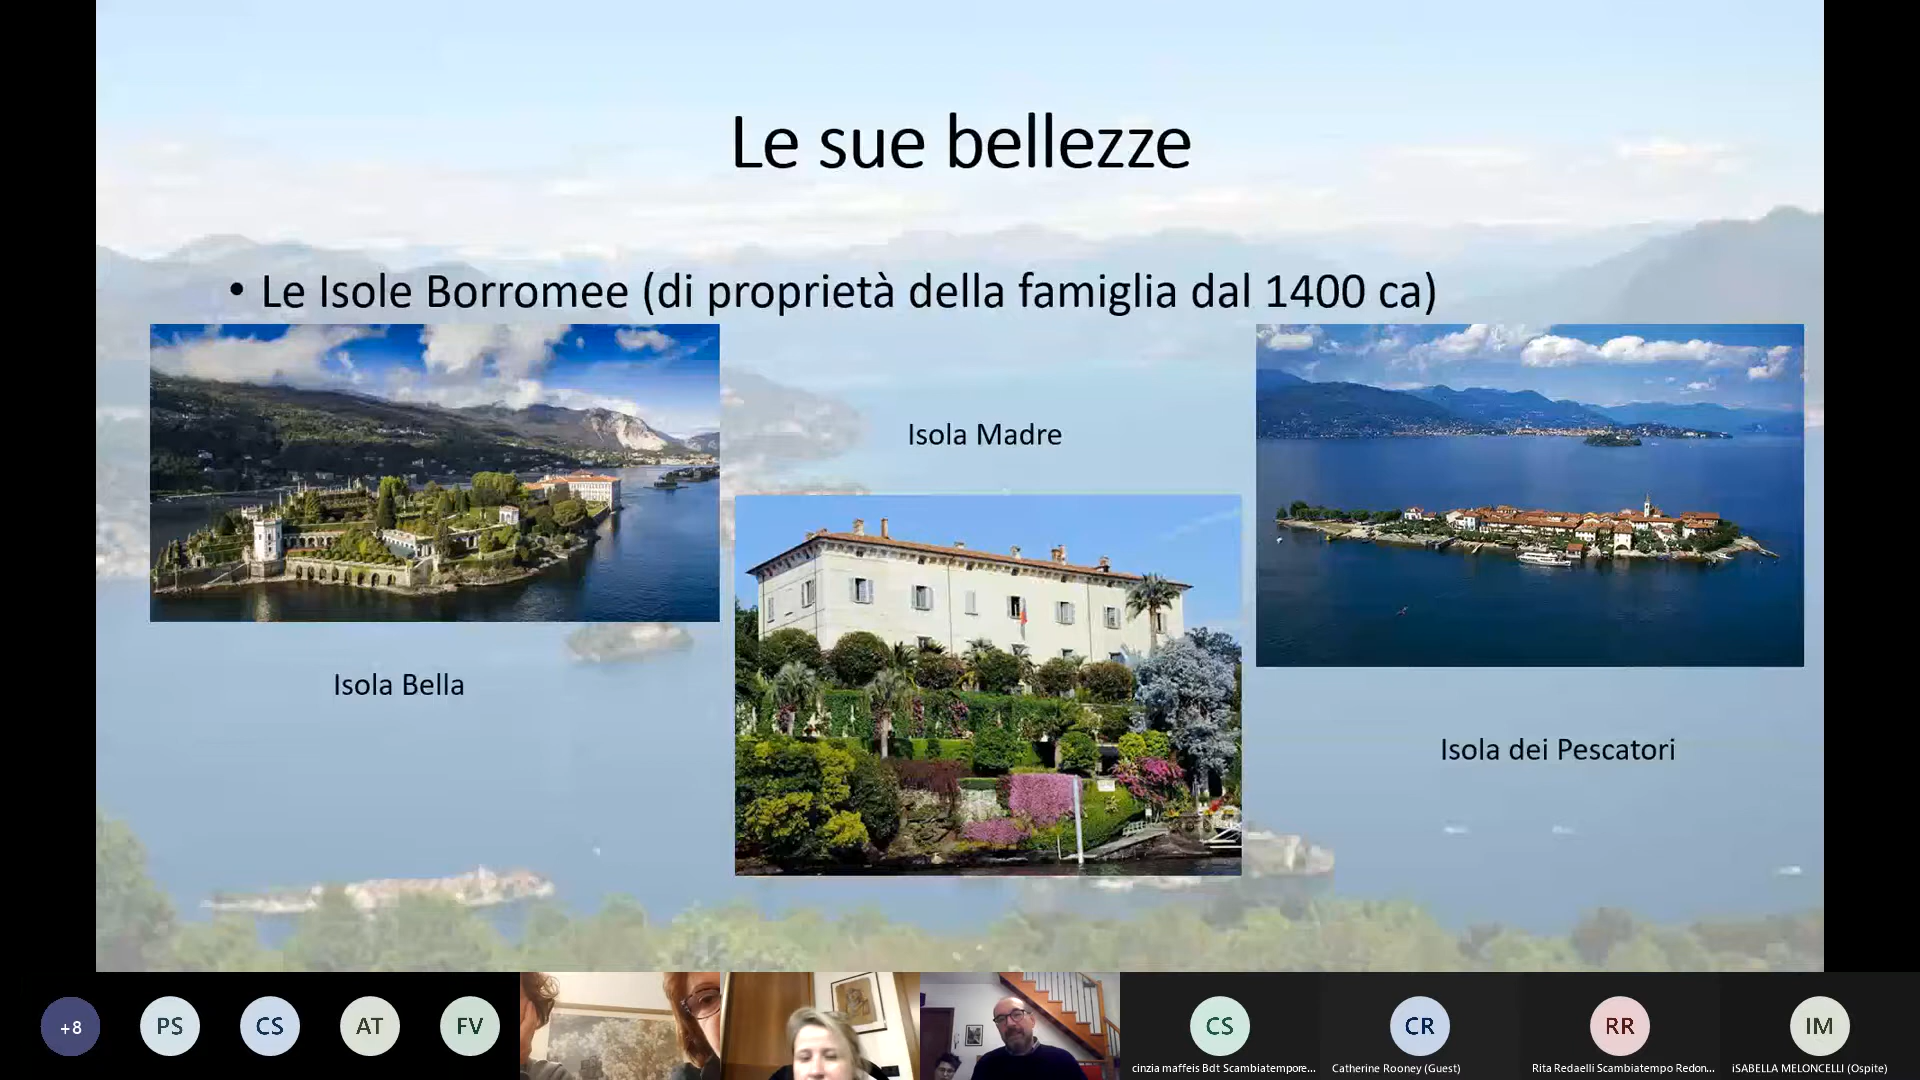 Le sue bellezze
• Le Isole Borromee (di proprietà della famiglia dal 1400 ca)
Isola Madre
Isola Bella
Isola dei Pescatori
+8
PS
CS
AT
FV
CS
CR
RR
IM
cinzia maffeis Bdt Scambiatempore...
Catherine Rooney (Guest)
Rita Redaelli Scambiatempo Redon...
iSABELLA MELONCELLI (Ospite)